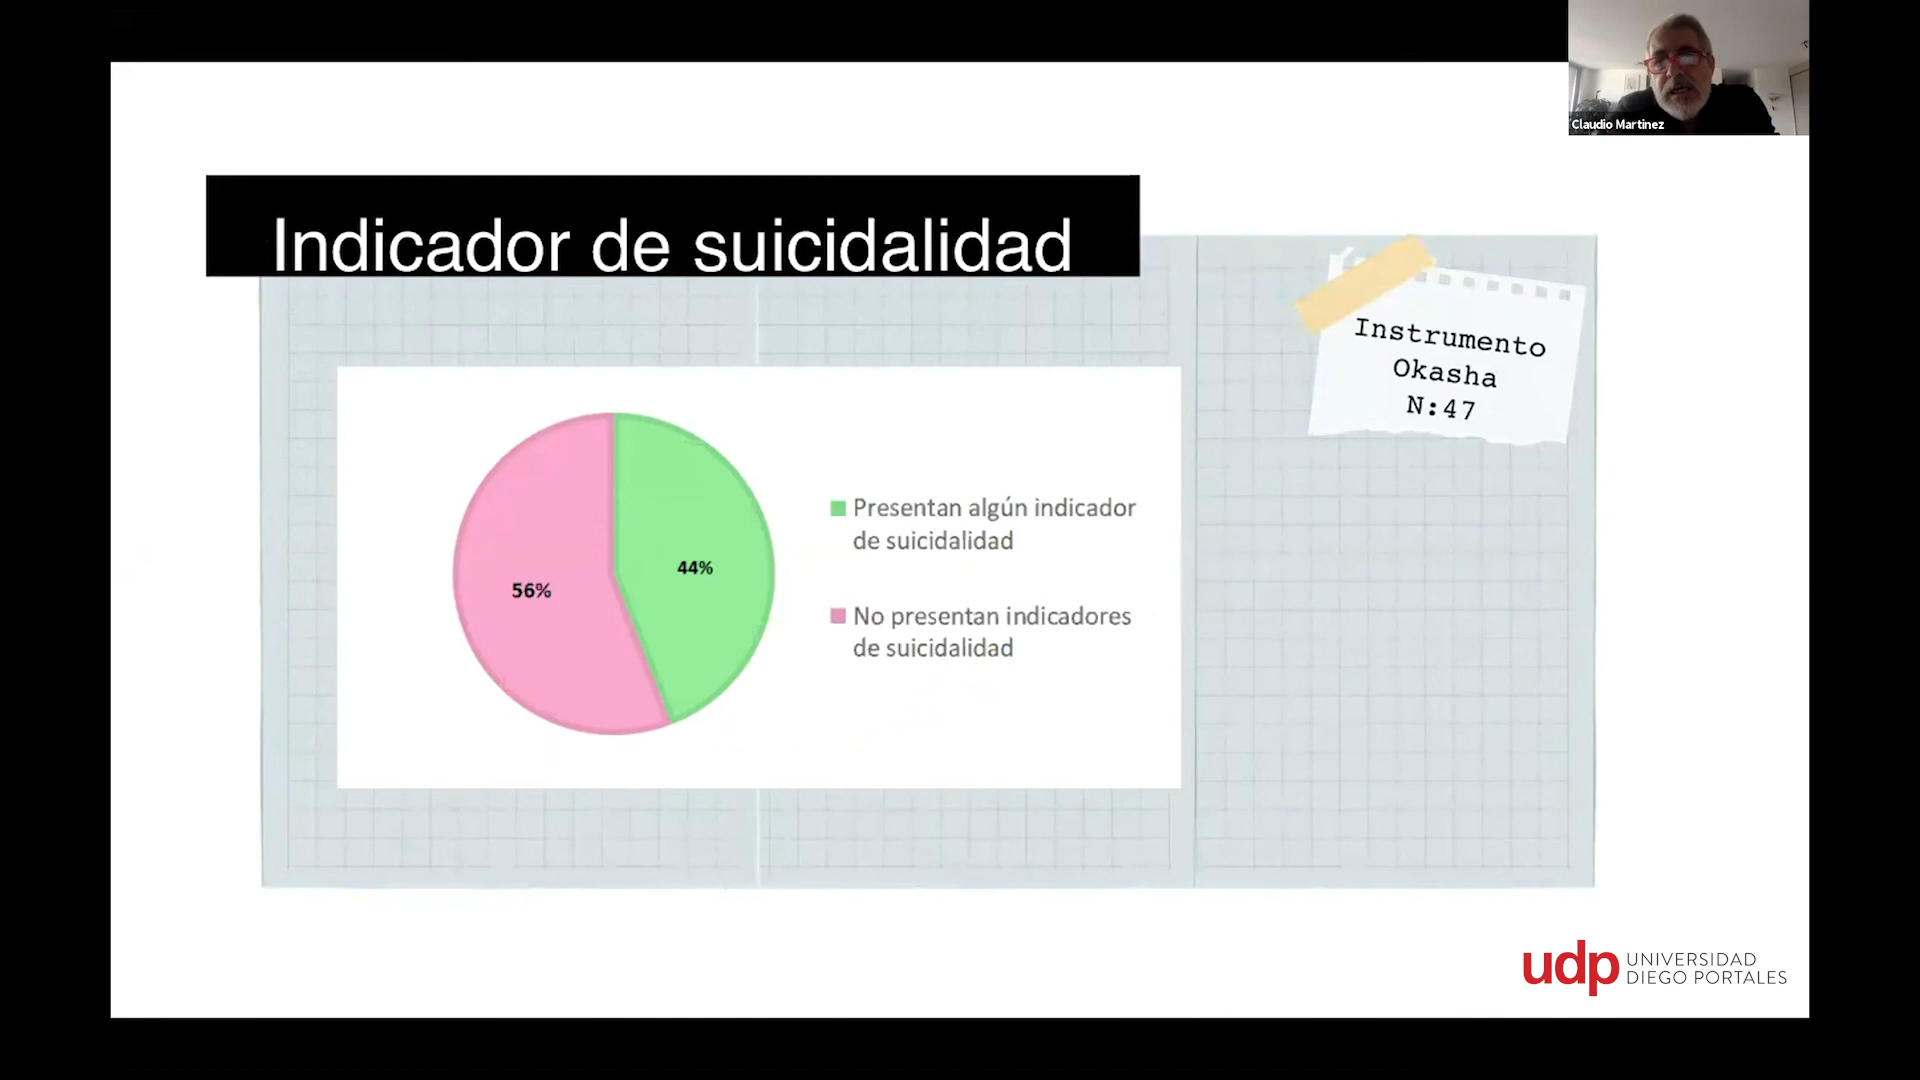 Claudio Martinez
Indicador de suicidalidad
Instrumento
Okasha
N:47
44%
56%
Presentan algún indicador
de suicidalidad
No presentan indicadores
de suicidalidad
udp UNIVERSIDAD
DIEGO PORTALES